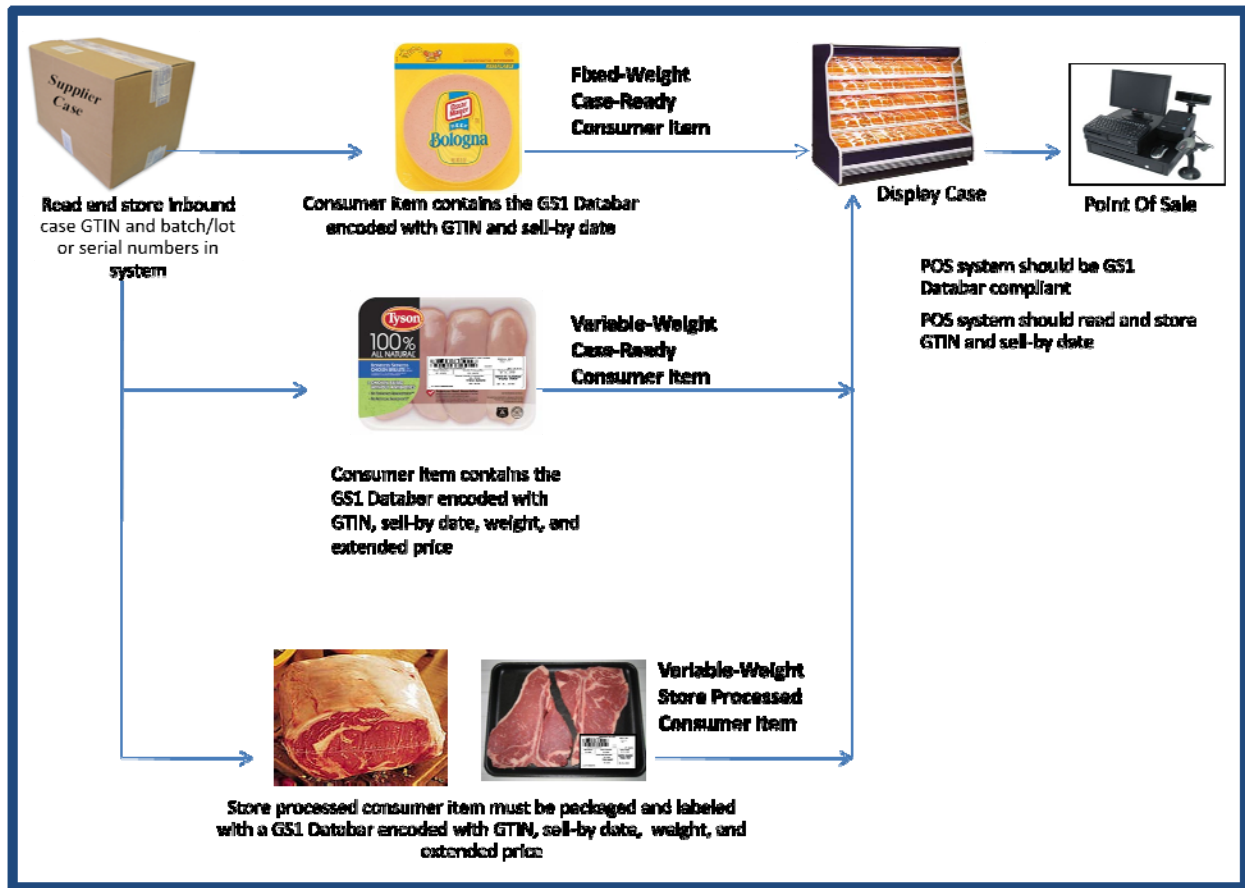 Supplier
Case
Read and store inbound
case GTIN and batch/lot
or serial numbers in
system
Oscar
Mayer
Bologna
Consumer item contains the GS1 Databar
encoded with GTIN and sell-by date
Fixed-Weight
Case-Ready
Consumer Item
Display Case
Point Of Sale
POS system should be GS1
Databar compliant
POS system should read and store
GTIN and sell-by date
Tyson
100%
ALL NATURAL
Variable-Weight
Case-Ready
Consumer Item
Consumer item contains the
GS1 Databar encoded with
GTIN, sell-by date, weight, and
extended price
Variable-Weight
Store Processed
Consumer Item
Store processed consumer item must be packaged and labeled
with a GS1 Databar encoded with GTIN, sell-by date, weight, and
extended price